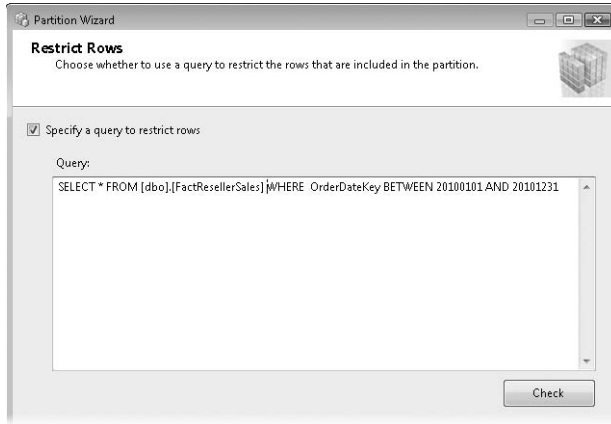 Partition Wizard
Restrict Rows
Choose whether to use a query to restrict the rows that are included in the partition.
Specify a query to restrict rows
Query:
SELECT * FROM [dbo].[FactResellerSales] WHERE  OrderDateKey BETWEEN 20100101 AND 20101231
Check